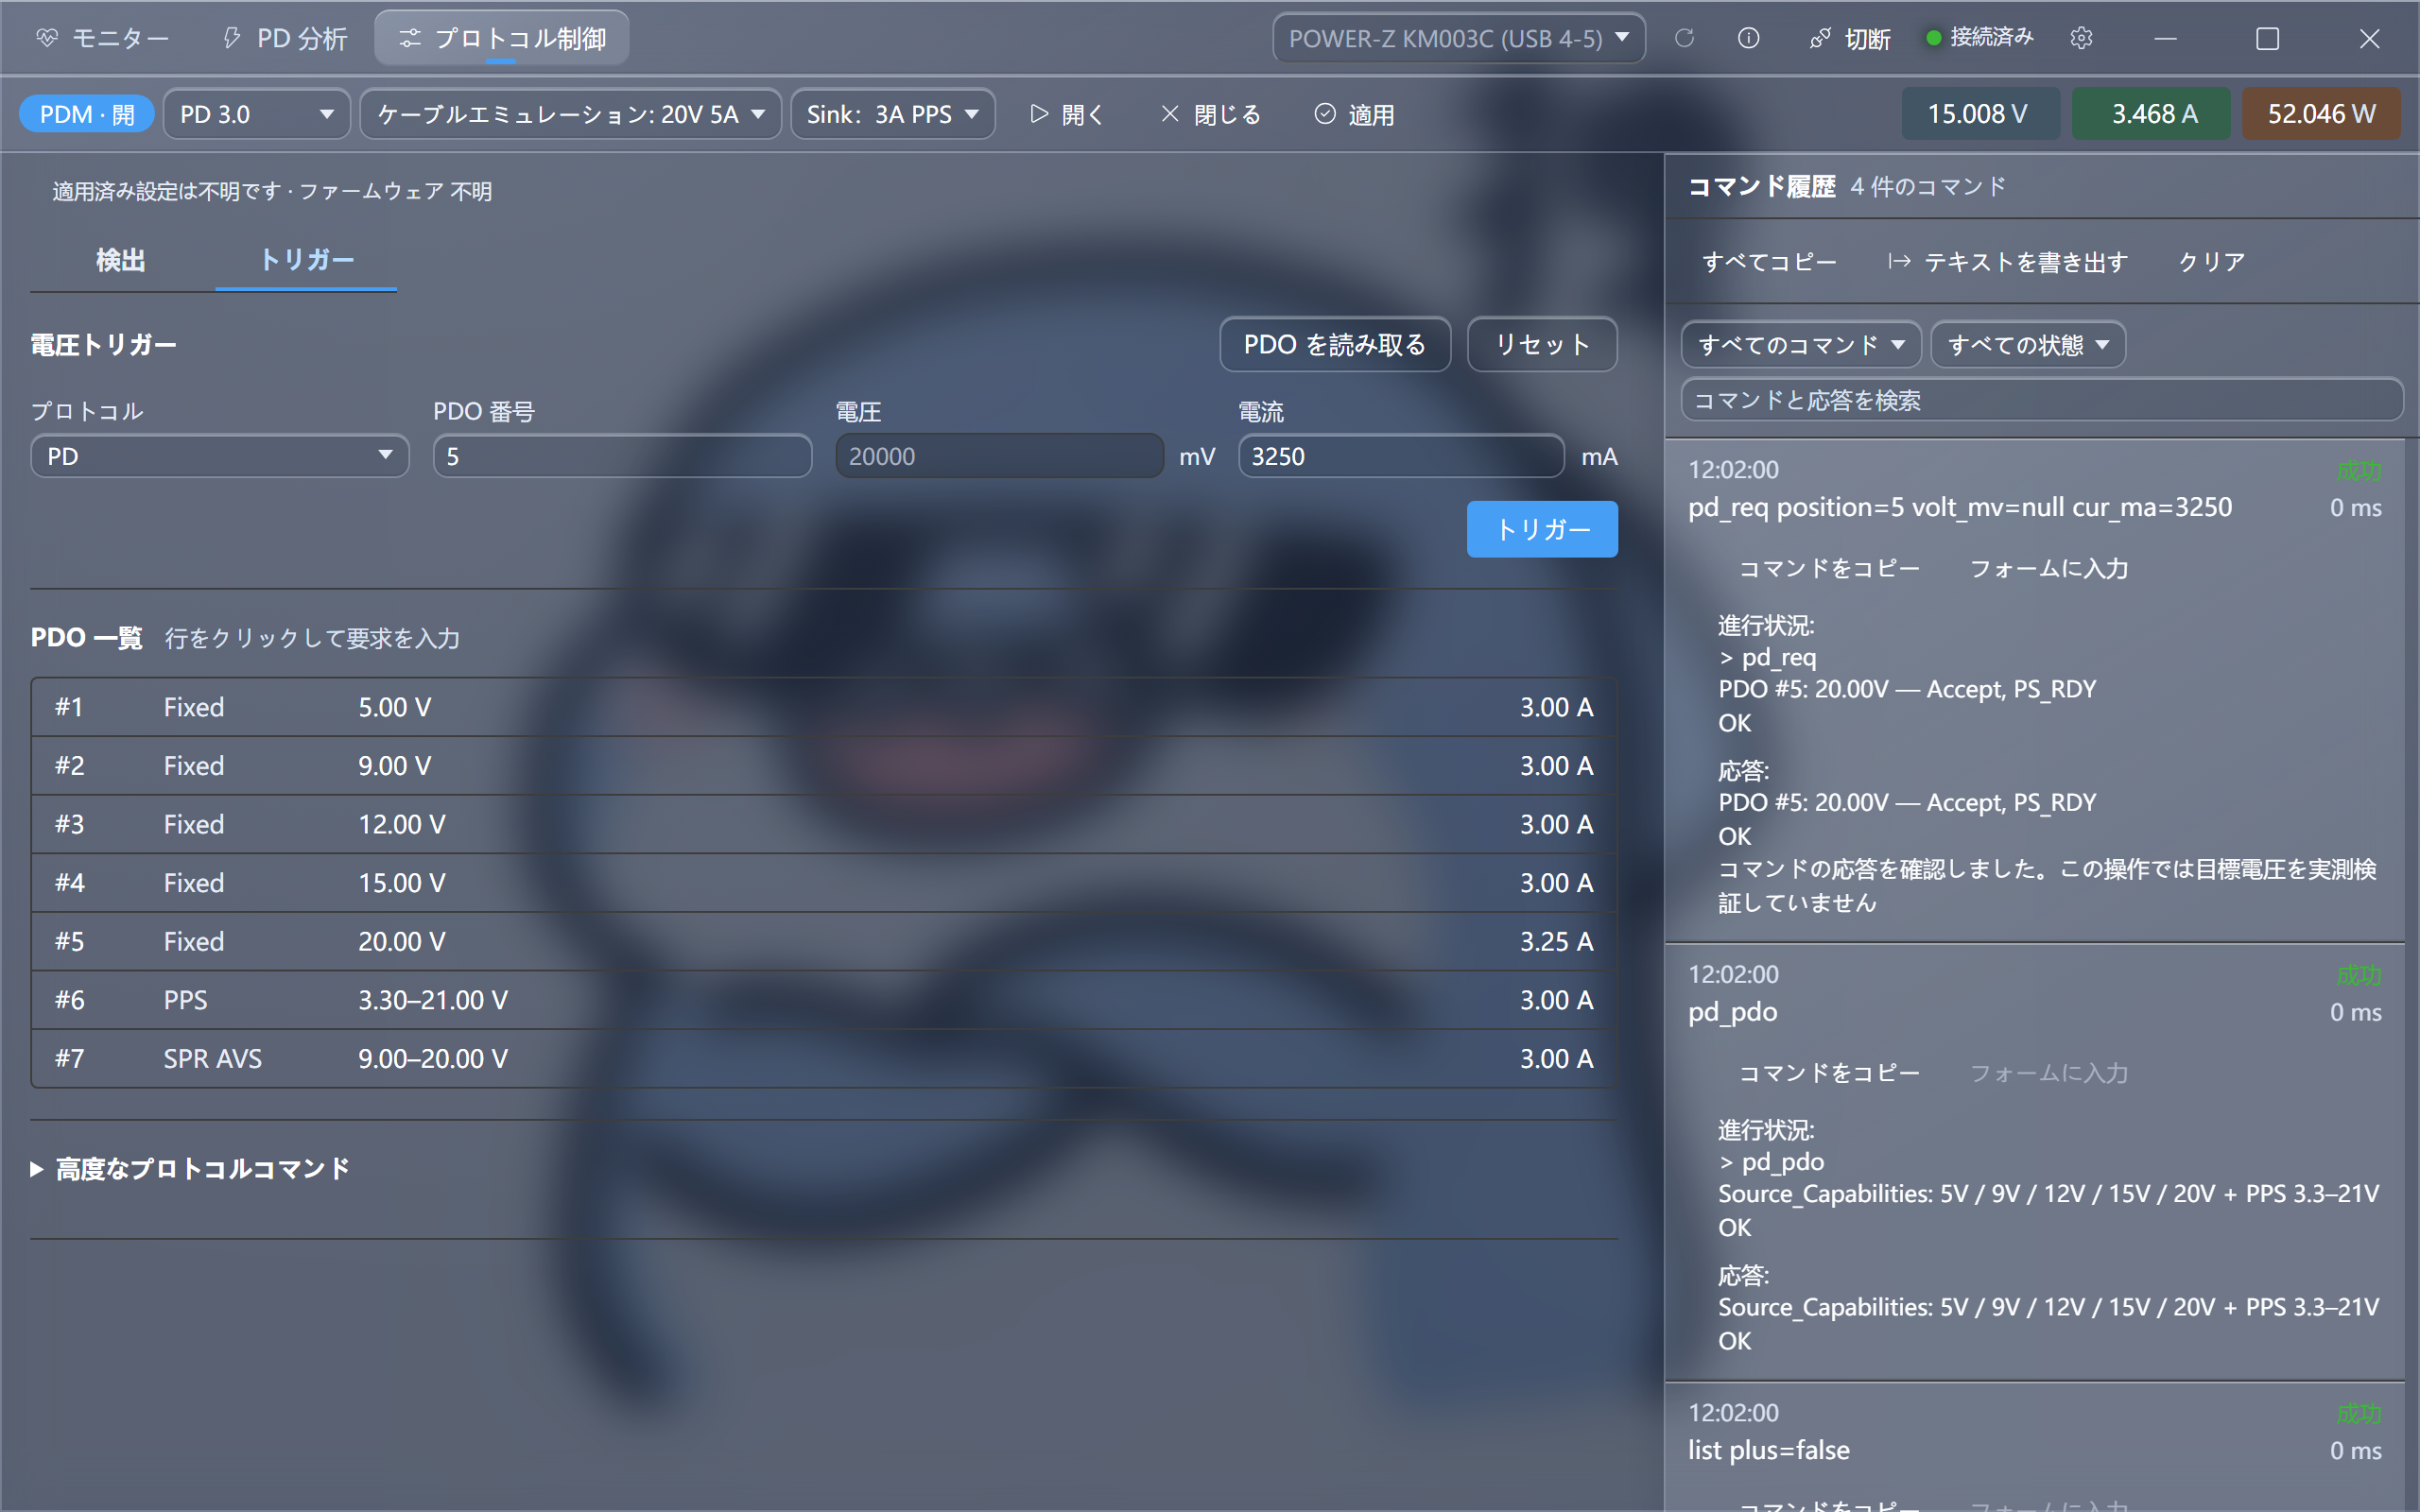 モニター
PD 分析
プロトコル制御
POWER-Z KM003C (USB 4-5)
切断
接続済み
PDM · 開
PD 3.0
ケーブルエミュレーション: 20V 5A
Sink: 3A PPS
開く
閉じる
適用
15.008 V
3.468 A
52.046 W
適用済み設定は不明です · ファームウェア 不明
検出
トリガー
電圧トリガー
PDO を読み取る
リセット
プロトコル
PDO 番号
電圧
電流
PD
5
20000 mV
3250 mA
トリガー
PDO 一覧 行をクリックして要求を入力
#1 Fixed 5.00 V 3.00 A
#2 Fixed 9.00 V 3.00 A
#3 Fixed 12.00 V 3.00 A
#4 Fixed 15.00 V 3.00 A
#5 Fixed 20.00 V 3.25 A
#6 PPS 3.30–21.00 V 3.00 A
#7 SPR AVS 9.00–20.00 V 3.00 A
高度なプロトコルコマンド
コマンド履歴 4 件のコマンド
すべてコピー
テキストを書き出す
クリア
すべてのコマンド
すべての状態
コマンドと応答を検索
12:02:00 成功
pd_req position=5 volt_mv=null cur_ma=3250 0 ms
コマンドをコピー フォームに入力
進行状況:
> pd_req
PDO #5: 20.00V — Accept, PS_RDY
OK
応答:
PDO #5: 20.00V — Accept, PS_RDY
OK
コマンドの応答を確認しました。この操作では目標電圧を実測検
証していません
12:02:00 成功
pd_pdo 0 ms
コマンドをコピー フォームに入力
進行状況:
> pd_pdo
Source_Capabilities: 5V / 9V / 12V / 15V / 20V + PPS 3.3–21V
OK
応答:
Source_Capabilities: 5V / 9V / 12V / 15V / 20V + PPS 3.3–21V
OK
12:02:00 成功
list plus=false 0 ms
コマンドをコピー フォームに入力